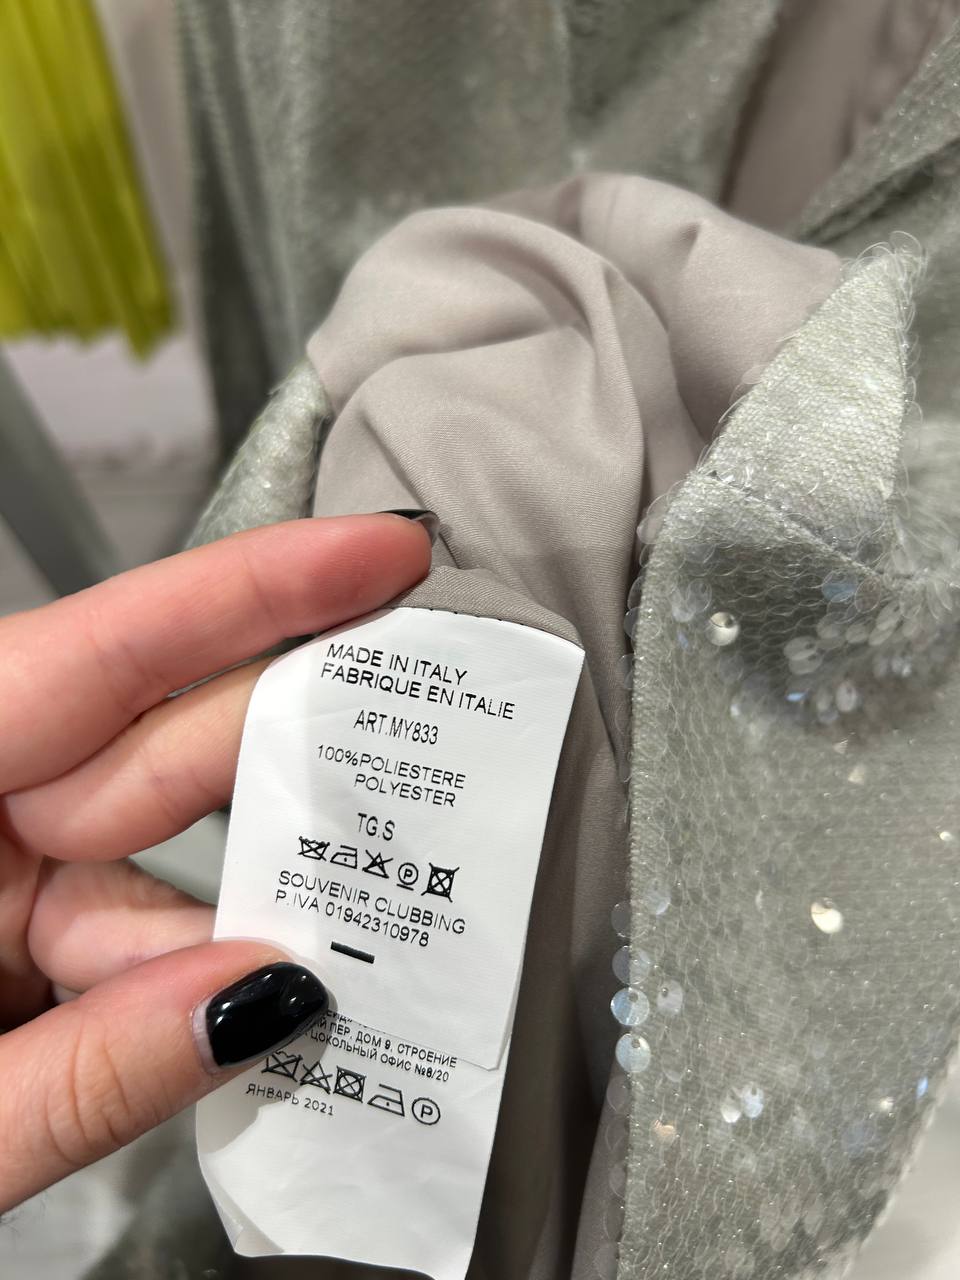 MADE IN ITALY
FABRIQUE EN ITALIE
ART.MY833
100%POLIESTERE
POLYESTER
TG.S
P
SOUVENIR CLUBBING
P.IVA 01942310978
ПЕР. ДОМ 9, СТРОЕНИЕ
ЦОКОЛЬНЫЙ ОФИС №8/20
P
ЯНВАРЬ 2021